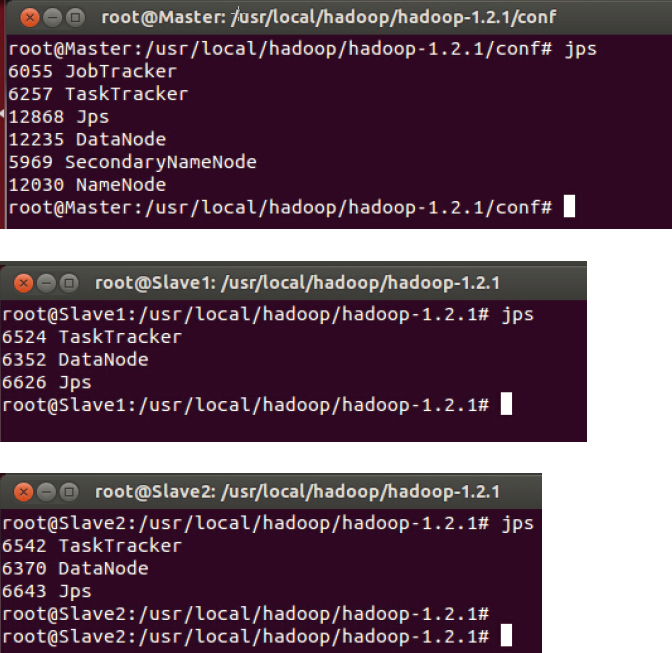 root@Master: /usr/local/hadoop/hadoop-1.2.1/conf
root@Master:/usr/local/hadoop/hadoop-1.2.1/conf# jps
6055 JobTracker
6257 TaskTracker
12868 Jps
12235 DataNode
5969 SecondaryNameNode
12030 NameNode
root@Master:/usr/local/hadoop/hadoop-1.2.1/conf#
root@Slave1: /usr/local/hadoop/hadoop-1.2.1
root@Slave1:/usr/local/hadoop/hadoop-1.2.1# jps
6524 TaskTracker
6352 DataNode
6626 Jps
root@Slave1:/usr/local/hadoop/hadoop-1.2.1#
root@Slave2: /usr/local/hadoop/hadoop-1.2.1
root@Slave2:/usr/local/hadoop/hadoop-1.2.1# jps
6542 TaskTracker
6370 DataNode
6643 Jps
root@Slave2:/usr/local/hadoop/hadoop-1.2.1#
root@Slave2:/usr/local/hadoop/hadoop-1.2.1#